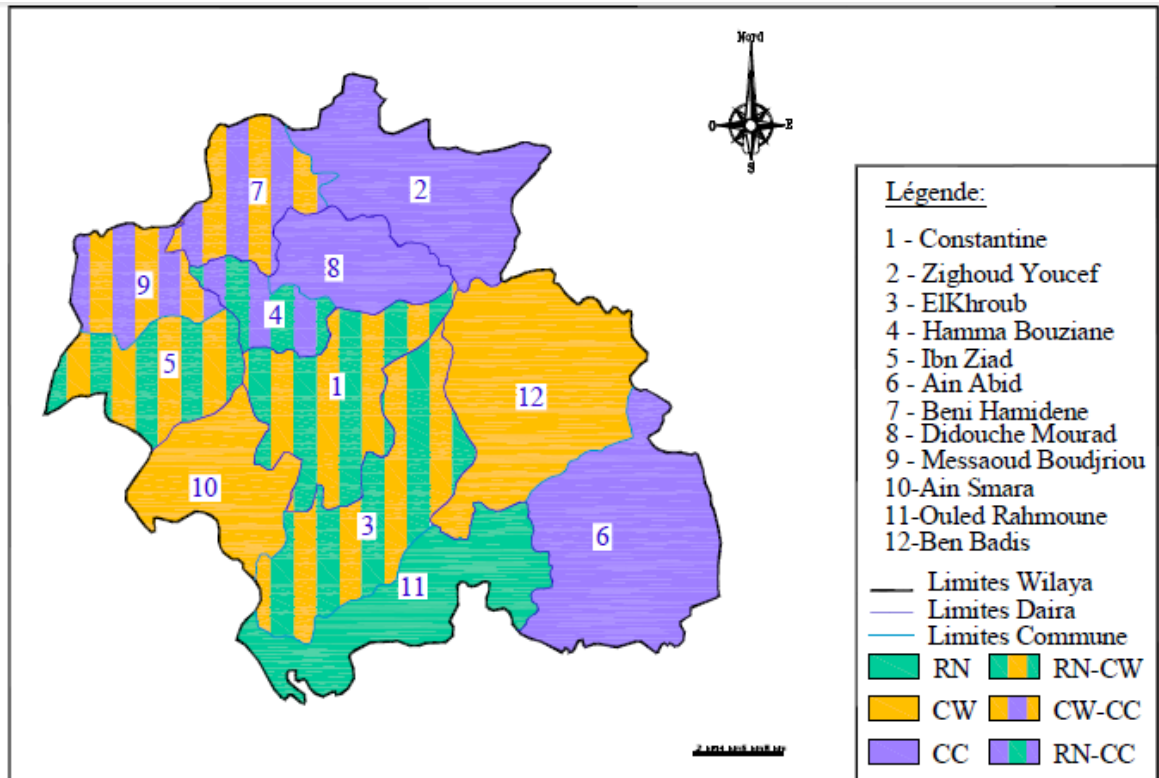 Nord
O
E
S
7
2
8
9
4
5
1
12
10
3
6
11
Légende:
1 - Constantine
2 - Zighoud Youcef
3 - ElKhroub
4 - Hamma Bouziane
5 - Ibn Ziad
6 - Ain Abid
7 - Beni Hamidene
8 - Didouche Mourad
9 - Messaoud Boudjriou
10-Ain Smara
11-Ouled Rahmoune
12-Ben Badis
Limites Wilaya
Limites Daira
Limites Commune
RN RN-CW
CW CW-CC
CC RN-CC